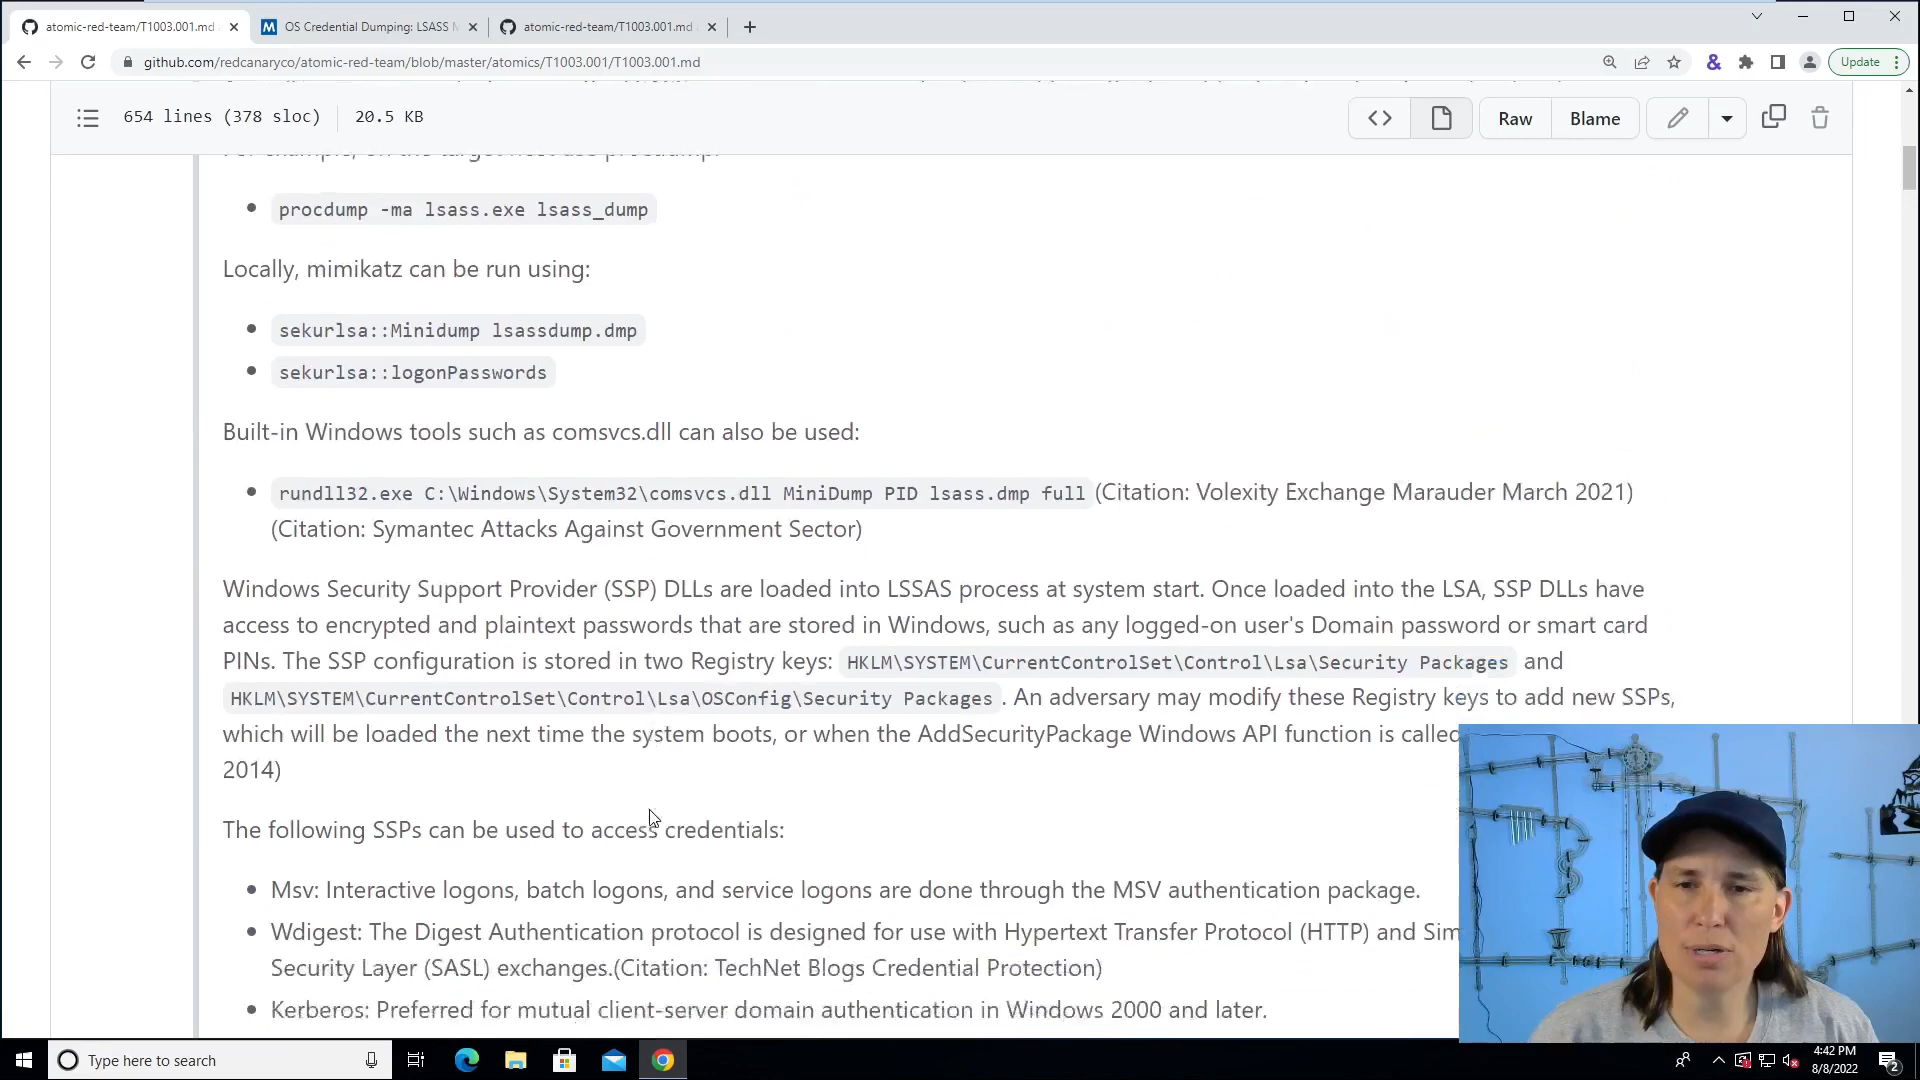 atomic-red-team/T1003.001.md
OS Credential Dumping: LSASS M
atomic-red-team/T1003.001.md
github.com/redcanaryco/atomic-red-team/blob/master/atomics/T1003.001/T1003.001.md
Update
654 lines (378 sloc)
20.5 KB
Raw
Blame
For example, on the target host use procdump:
procdump -ma lsass.exe lsass_dump
Locally, mimikatz can be run using:
sekurlsa::Minidump lsassdump.dmp
sekurlsa::logonPasswords
Built-in Windows tools such as comsvcs.dll can also be used:
rundll32.exe C:\Windows\System32\comsvcs.dll MiniDump PID lsass.dmp full (Citation: Volexity Exchange Marauder March 2021)
(Citation: Symantec Attacks Against Government Sector)
Windows Security Support Provider (SSP) DLLs are loaded into LSSAS process at system start. Once loaded into the LSA, SSP DLLs have
access to encrypted and plaintext passwords that are stored in Windows, such as any logged-on user's Domain password or smart card
PINs. The SSP configuration is stored in two Registry keys: HKLM\SYSTEM\CurrentControlSet\Control\Lsa\Security Packages and
HKLM\SYSTEM\CurrentControlSet\Control\Lsa\OSConfig\Security Packages. An adversary may modify these Registry keys to add new SSPs,
which will be loaded the next time the system boots, or when the AddSecurityPackage Windows API function is called
2014)
The following SSPs can be used to access credentials:
Msv: Interactive logons, batch logons, and service logons are done through the MSV authentication package.
Wdigest: The Digest Authentication protocol is designed for use with Hypertext Transfer Protocol (HTTP) and Sim
Security Layer (SASL) exchanges.(Citation: TechNet Blogs Credential Protection)
Kerberos: Preferred for mutual client-server domain authentication in Windows 2000 and later.
Type here to search
4:42 PM
8/8/2022
2